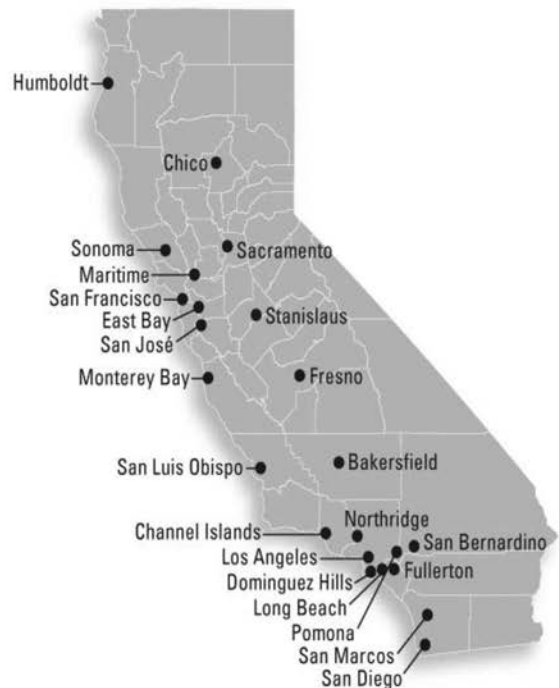 Humboldt
Chico
Sonoma
Sacramento
Maritime
San Francisco
East Bay
Stanislaus
San José
Monterey Bay
Fresno
San Luis Obispo
Bakersfield
Channel Islands
Northridge
Los Angeles
San Bernardino
Dominguez Hills
Fullerton
Long Beach
Pomona
San Marcos
San Diego